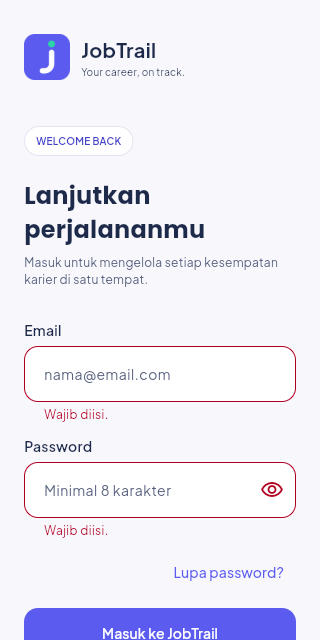 JobTrail
Your career, on track.
WELCOME BACK
Lanjutkan
perjalananmu
Masuk untuk mengelola setiap kesempatan
karier di satu tempat.
Email
nama@email.com
Wajib diisi.
Password
Minimal 8 karakter
Wajib diisi.
Lupa password?
Masuk ke JobTrail